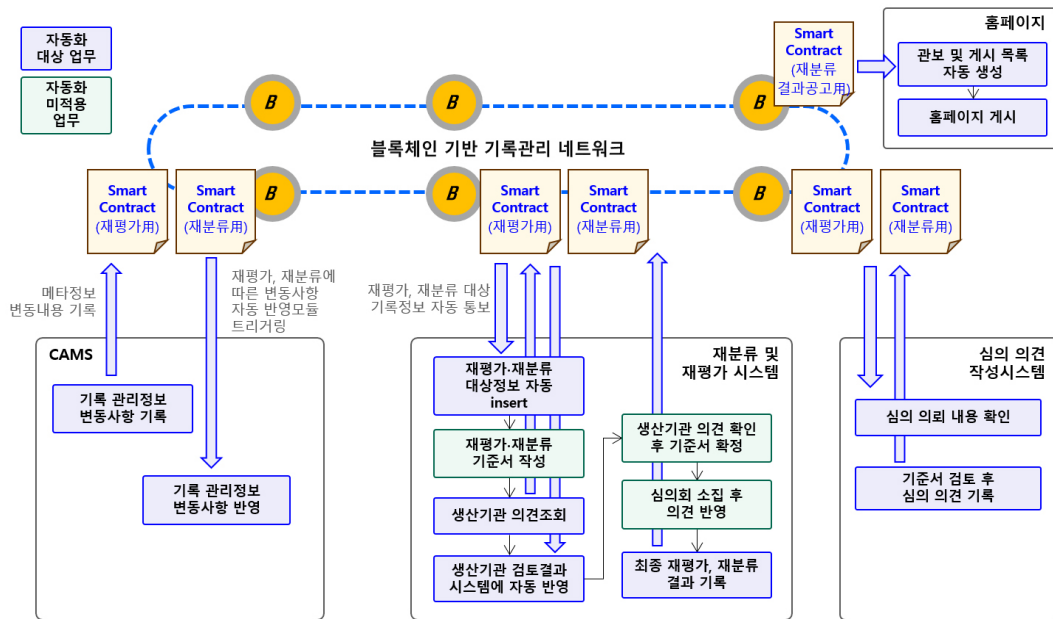 자동화
대상 업무
자동화
미적용
업무
Smart
Contract
(재분류
결과공고用)
홈페이지
관보 및 게시 목록
자동 생성
홈페이지 게시
B
B
B
블록체인 기반 기록관리 네트워크
B
B
B
Smart
Contract
(재평가用)
Smart
Contract
(재분류用)
Smart
Contract
(재평가用)
Smart
Contract
(재분류用)
Smart
Contract
(재평가用)
Smart
Contract
(재분류用)
메타정보
변동내용 기록
재평가, 재분류에
따른 변동사항
자동 반영모듈
트리거링
재평가, 재분류 대상
기록정보 자동 통보
CAMS
기록 관리정보
변동사항 기록
기록 관리정보
변동사항 반영
재분류 및
재평가 시스템
재평가·재분류
대상정보 자동
insert
재평가·재분류
기준서 작성
생산기관 의견조회
생산기관 검토결과
시스템에 자동 반영
생산기관 의견 확인
후 기준서 확정
심의회 소집 후
의견 반영
최종 재평가, 재분류
결과 기록
심의 의견
작성시스템
심의 의뢰 내용 확인
기준서 검토 후
심의 의견 기록